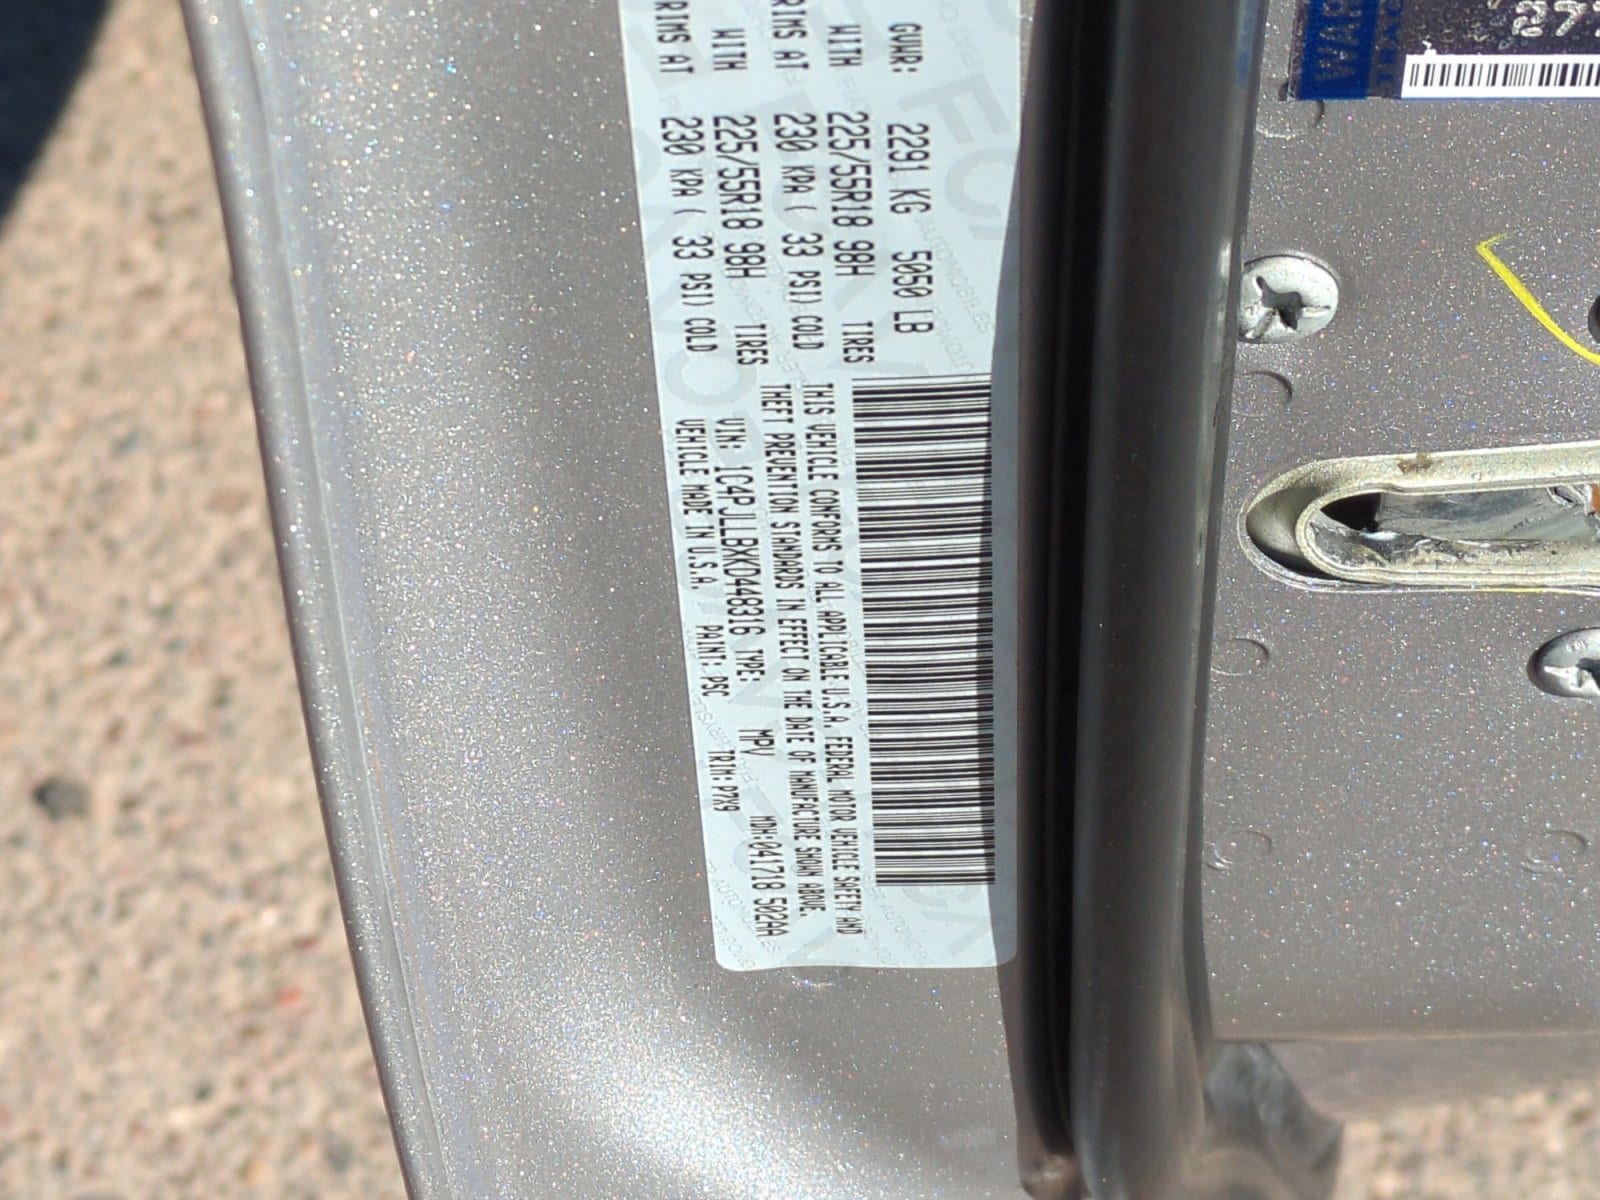 GVWR: 2291 KG 5050 LB
WITH 225/55R18 98H TIRES
RIMS AT 230 KPA ( 33 PSI) COLD
WITH 225/55R18 98H TIRES
RIMS AT 230 KPA ( 33 PSI) COLD
THIS VEHICLE CONFORMS TO ALL APPLICABLE U.S.A. FEDERAL MOTOR VEHICLE SAFETY AND
THEFT PREVENTION STANDARDS IN EFFECT ON THE DATE OF MANUFACTURE SHOWN ABOVE.
VIN: 1C4PJLLBXKD448316 TYPE: MPV MDH:041718 502AA
VEHICLE MADE IN U.S.A. PAINT: PSC TRIM: P7X9